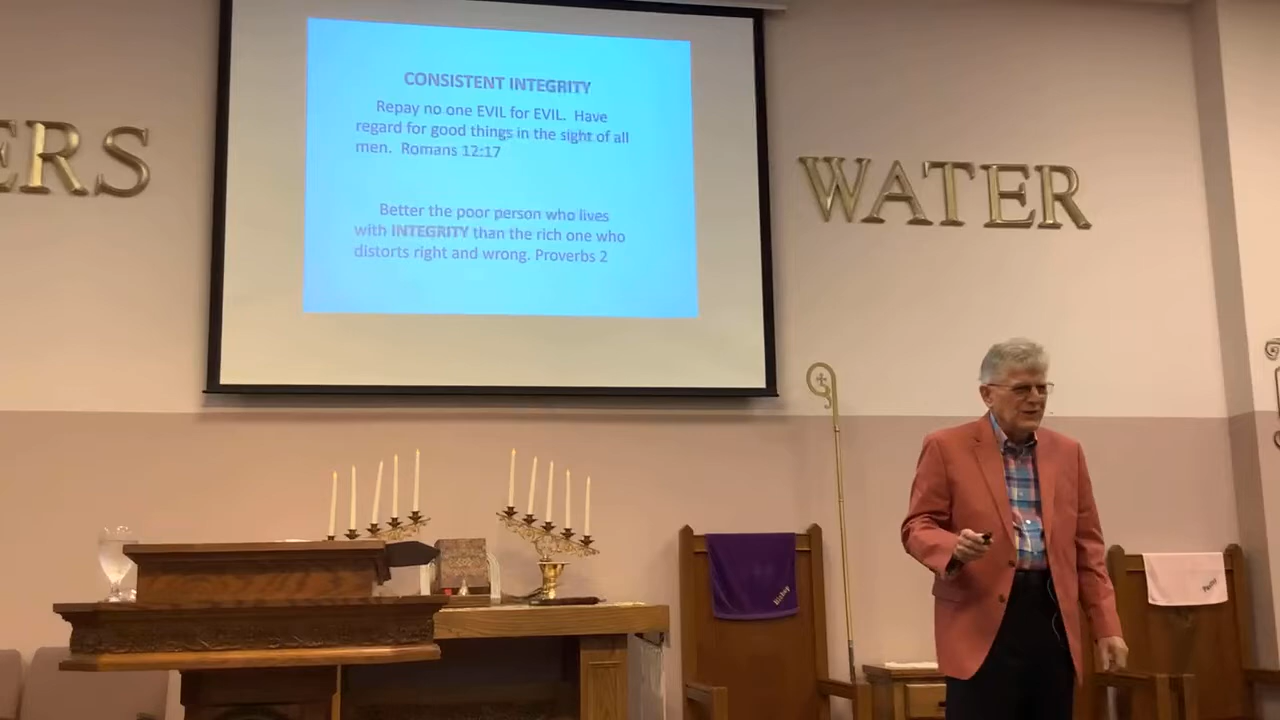 CONSISTENT INTEGRITY
Repay no one EVIL for EVIL. Have
regard for good things in the sight of all
men. Romans 12:17
Better the poor person who lives
with INTEGRITY than the rich one who
distorts right and wrong. Proverbs 2
ERS
WATER
Bishop